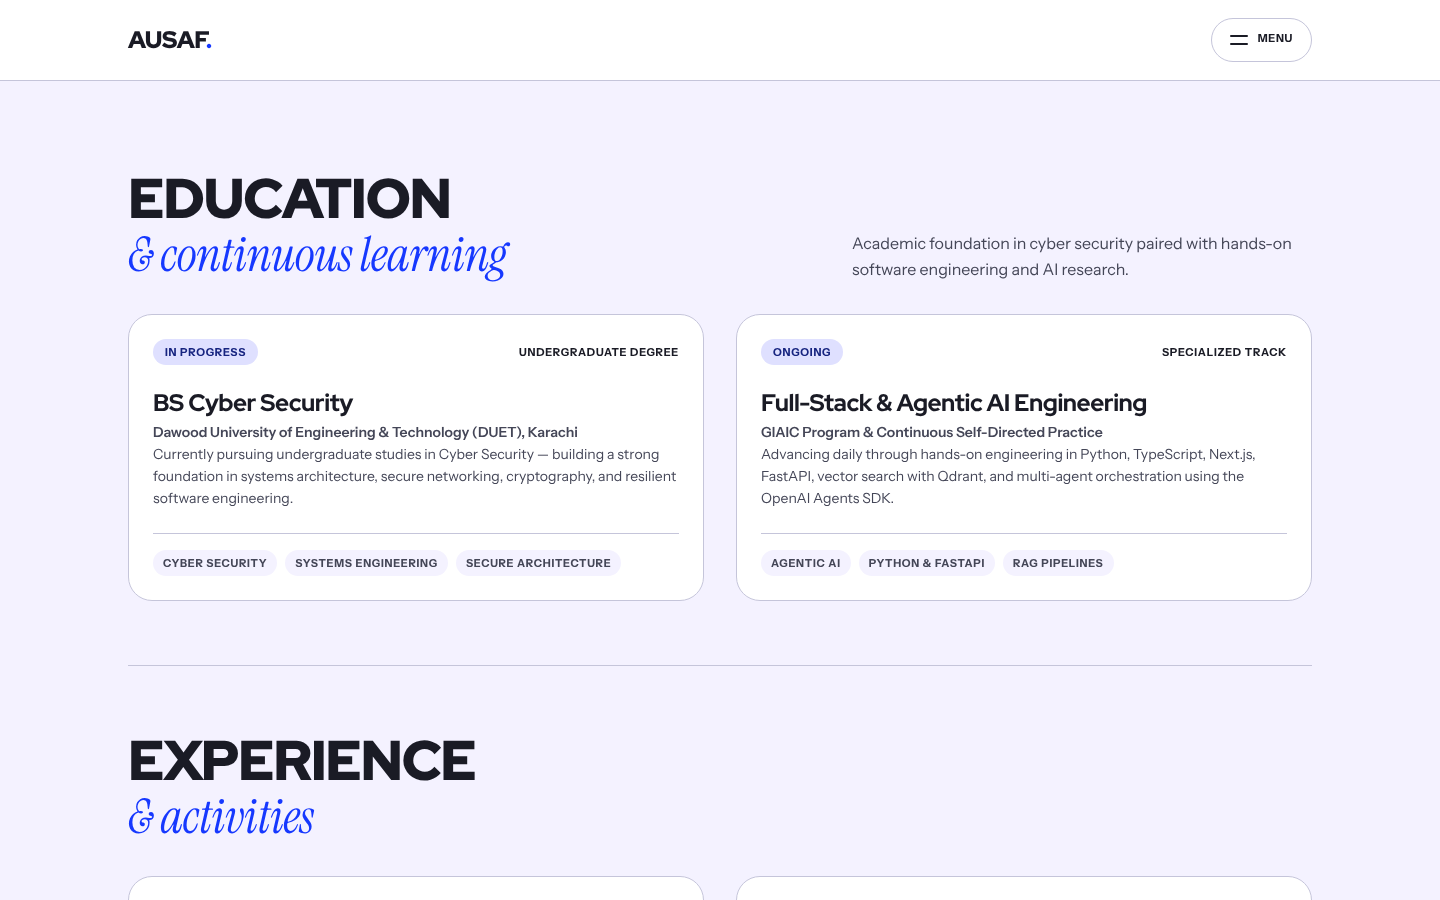 AUSAF.
MENU
EDUCATION
& continuous learning
Academic foundation in cyber security paired with hands-on
software engineering and AI research.
IN PROGRESS
UNDERGRADUATE DEGREE
BS Cyber Security
Dawood University of Engineering & Technology (DUET), Karachi
Currently pursuing undergraduate studies in Cyber Security — building a strong
foundation in systems architecture, secure networking, cryptography, and resilient
software engineering.
CYBER SECURITY
SYSTEMS ENGINEERING
SECURE ARCHITECTURE
ONGOING
SPECIALIZED TRACK
Full-Stack & Agentic AI Engineering
GIAIC Program & Continuous Self-Directed Practice
Advancing daily through hands-on engineering in Python, TypeScript, Next.js,
FastAPI, vector search with Qdrant, and multi-agent orchestration using the
OpenAI Agents SDK.
AGENTIC AI
PYTHON & FASTAPI
RAG PIPELINES
EXPERIENCE
& activities